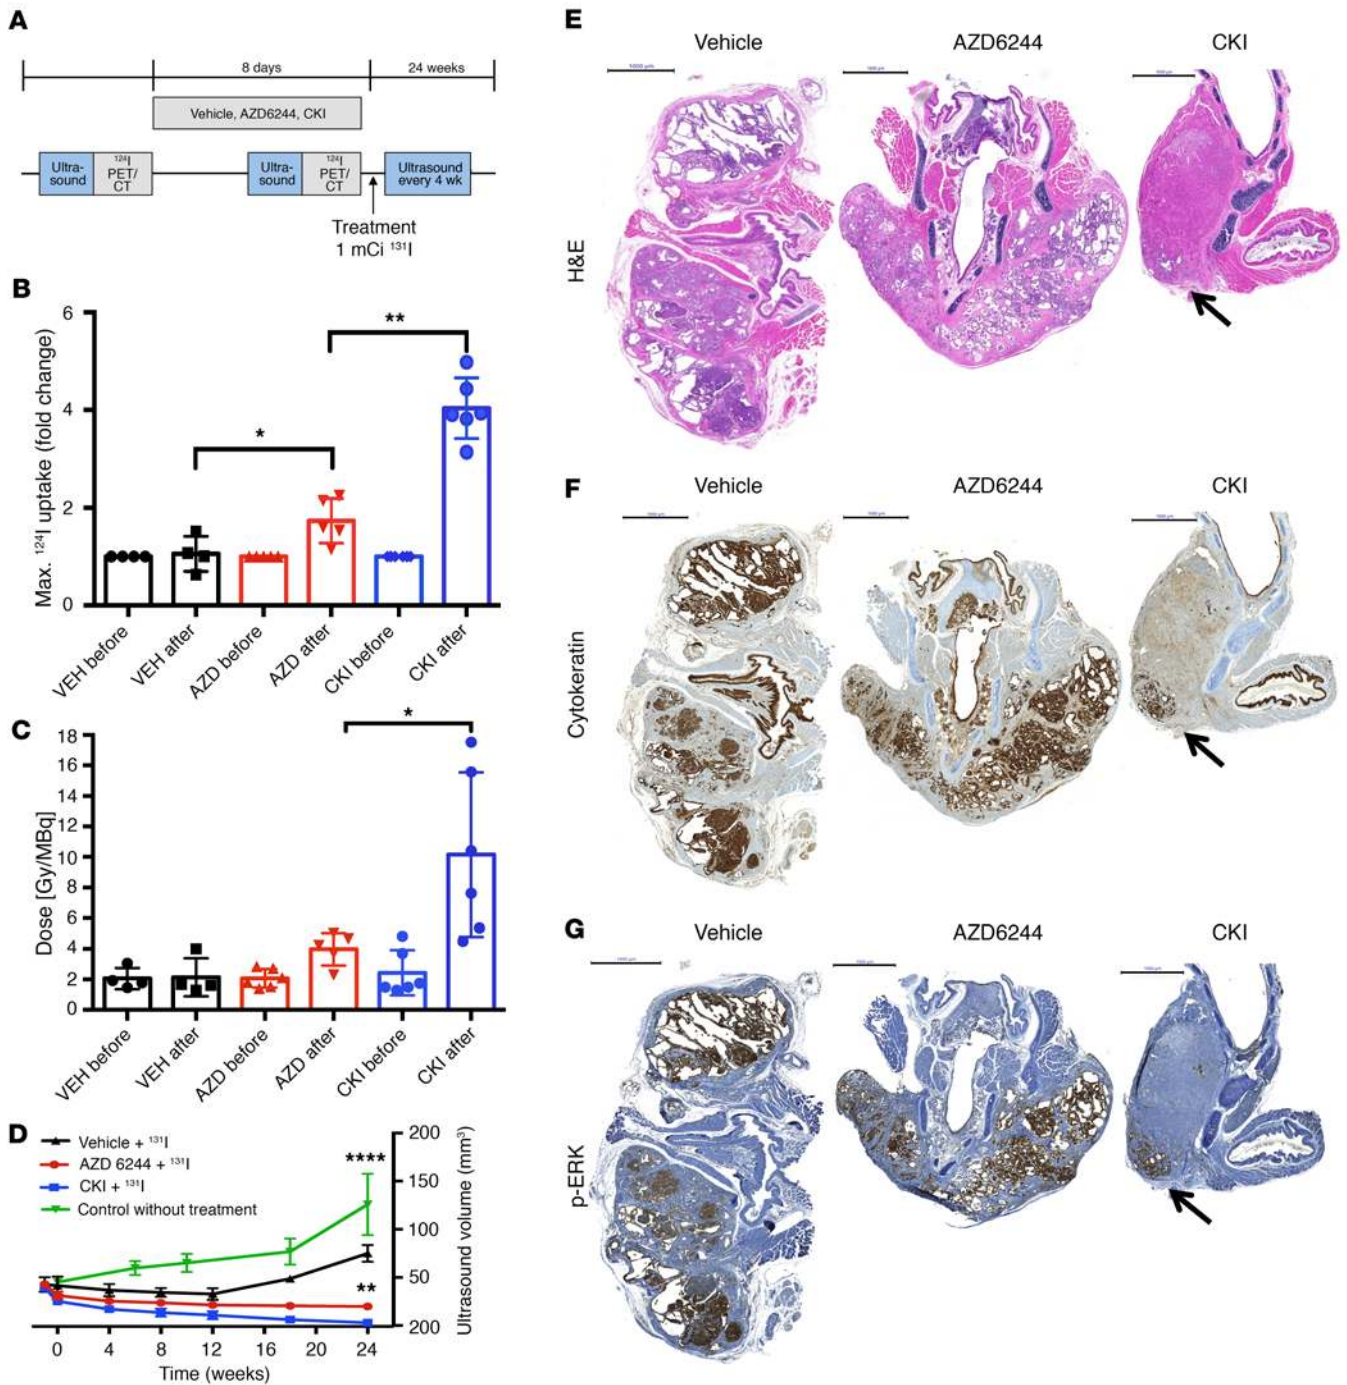 A
8 days
24 weeks
Vehicle, AZD6244, CKI
Ultra-
sound
124I
PET/
CT
Ultra-
sound
124I
PET/
CT
Ultrasound
every 4 wk
Treatment
1 mCi 131I
B
Max. 124I uptake (fold change)
6
4
2
0
*
**
VEH before
VEH after
AZD before
AZD after
CKI before
CKI after
C
Dose [Gy/MBq]
18
16
14
12
10
8
6
4
2
0
*
VEH before
VEH after
AZD before
AZD after
CKI before
CKI after
D
Vehicle + 131I
AZD 6244 + 131I
CKI + 131I
Control without treatment
****
**
200
150
100
50
200
Ultrasound volume (mm3)
0 4 8 12 16 20 24
Time (weeks)
E
Vehicle AZD6244 CKI
1000 µm
H&E
F
Vehicle AZD6244 CKI
Cytokeratin
G
Vehicle AZD6244 CKI
p-ERK